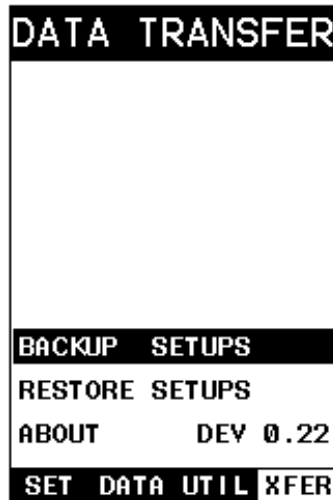 DATA TRANSFER
BACKUP SETUPS
RESTORE SETUPS
ABOUT DEV 0.22
SET DATA UTIL XFER